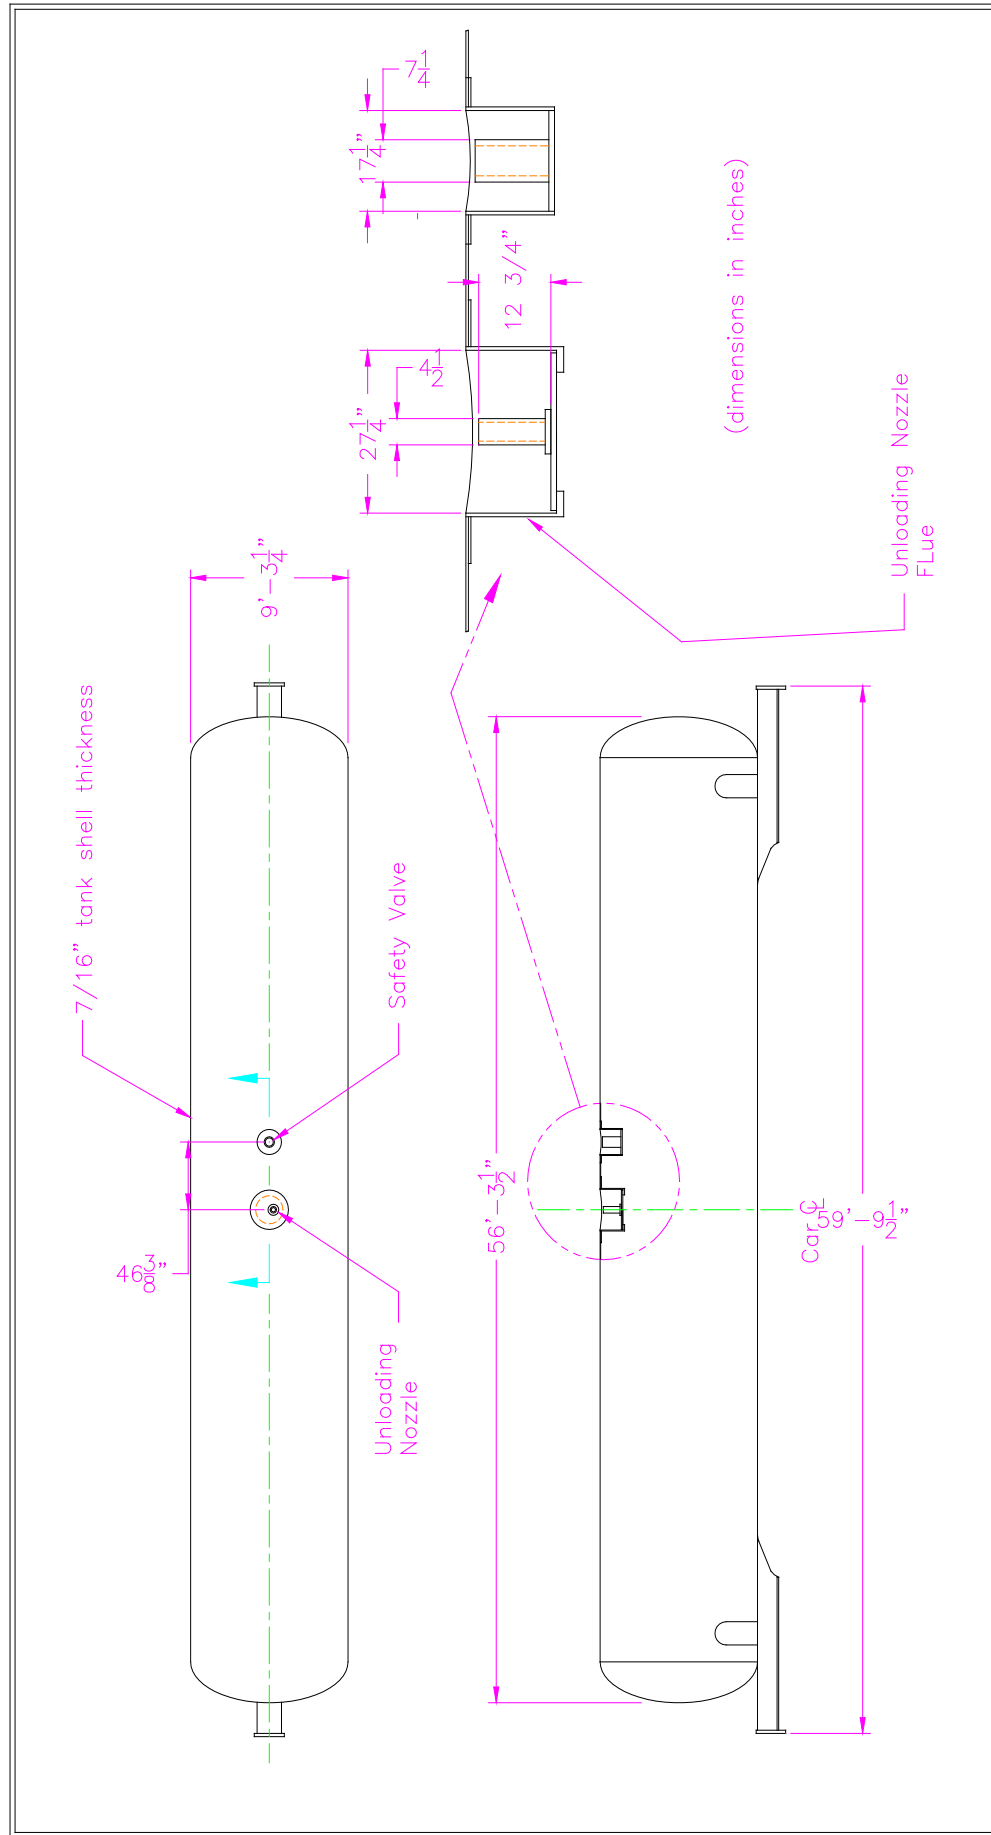 7/16” tank shell thickness
9'-3 1/4”
46 3/8”
Safety Valve
Unloading
Nozzle
17 1/4”
7 1/4
27 1/4”
4 1/2
12 3/4”
(dimensions in inches)
Unloading Nozzle
FLue
56'-3 1/2”
Car CL
59'-9 1/2”